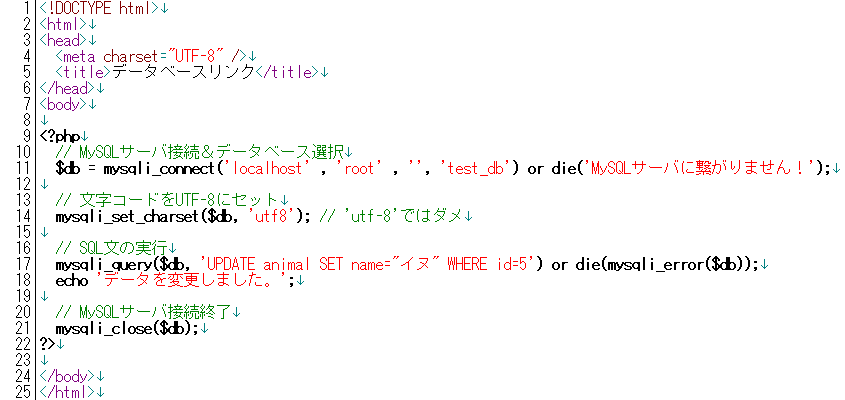 1 <!DOCTYPE html>↓
2 <html>↓
3 <head>↓
4   <meta charset="UTF-8" />↓
5   <title>データベースリンク</title>↓
6 </head>↓
7 <body>↓
8 ↓
9 <?php↓
10   // MySQLサーバ接続＆データベース選択↓
11   $db = mysqli_connect('localhost' , 'root' , '', 'test_db') or die('MySQLサーバに繋がりません！');↓
12 ↓
13   // 文字コードをUTF-8にセット↓
14   mysqli_set_charset($db, 'utf8'); // 'utf-8'ではダメ↓
15 ↓
16   // SQL文の実行↓
17   mysqli_query($db, 'UPDATE animal SET name="イヌ" WHERE id=5') or die(mysqli_error($db));↓
18   echo 'データを変更しました。';↓
19 ↓
20   // MySQLサーバ接続終了↓
21   mysqli_close($db);↓
22 ?>↓
23 ↓
24 </body>↓
25 </html>↓